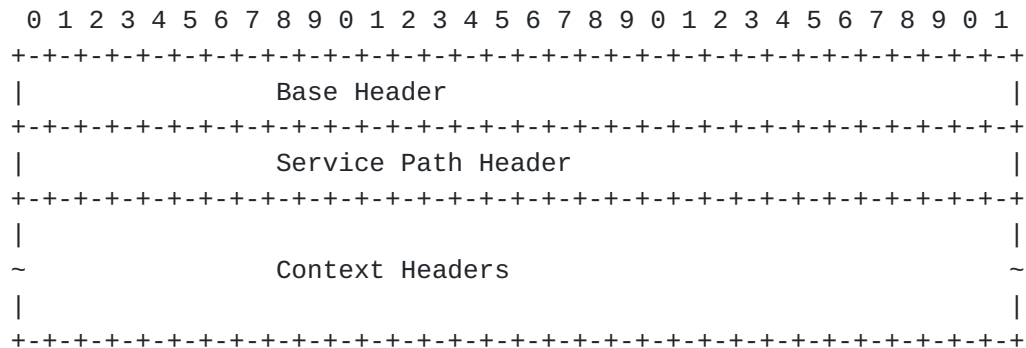 0 1 2 3 4 5 6 7 8 9 0 1 2 3 4 5 6 7 8 9 0 1 2 3 4 5 6 7 8 9 0 1
+-+-+-+-+-+-+-+-+-+-+-+-+-+-+-+-+-+-+-+-+-+-+-+-+-+-+-+-+-+-+-+-+
|                Base Header                                    |
+-+-+-+-+-+-+-+-+-+-+-+-+-+-+-+-+-+-+-+-+-+-+-+-+-+-+-+-+-+-+-+-+
|                Service Path Header                            |
+-+-+-+-+-+-+-+-+-+-+-+-+-+-+-+-+-+-+-+-+-+-+-+-+-+-+-+-+-+-+-+-+
|                                                               |
~                Context Headers                                ~
|                                                               |
+-+-+-+-+-+-+-+-+-+-+-+-+-+-+-+-+-+-+-+-+-+-+-+-+-+-+-+-+-+-+-+-+